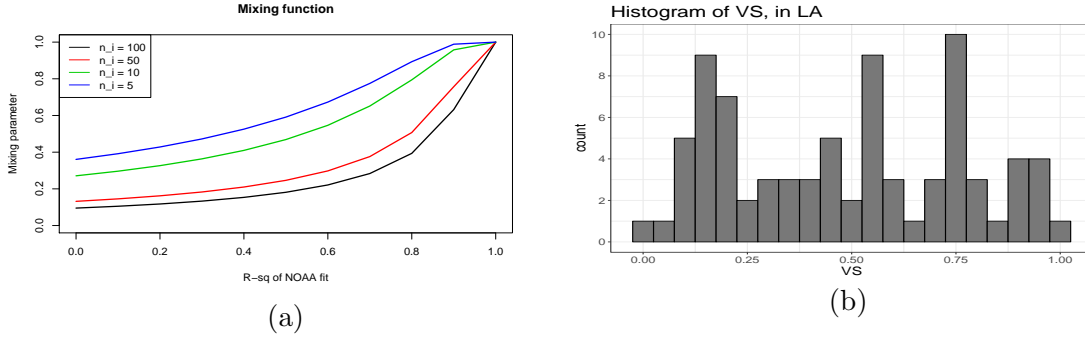 Mixing function
n_i = 100
n_i = 50
n_i = 10
n_i = 5
Mixing parameter
1.0
0.8
0.6
0.4
0.2
0.0
0.0 0.2 0.4 0.6 0.8 1.0
R−sq of NOAA fit
(a)
Histogram of VS, in LA
count
10
8
6
4
2
0
0.00 0.25 0.50 0.75 1.00
VS
(b)